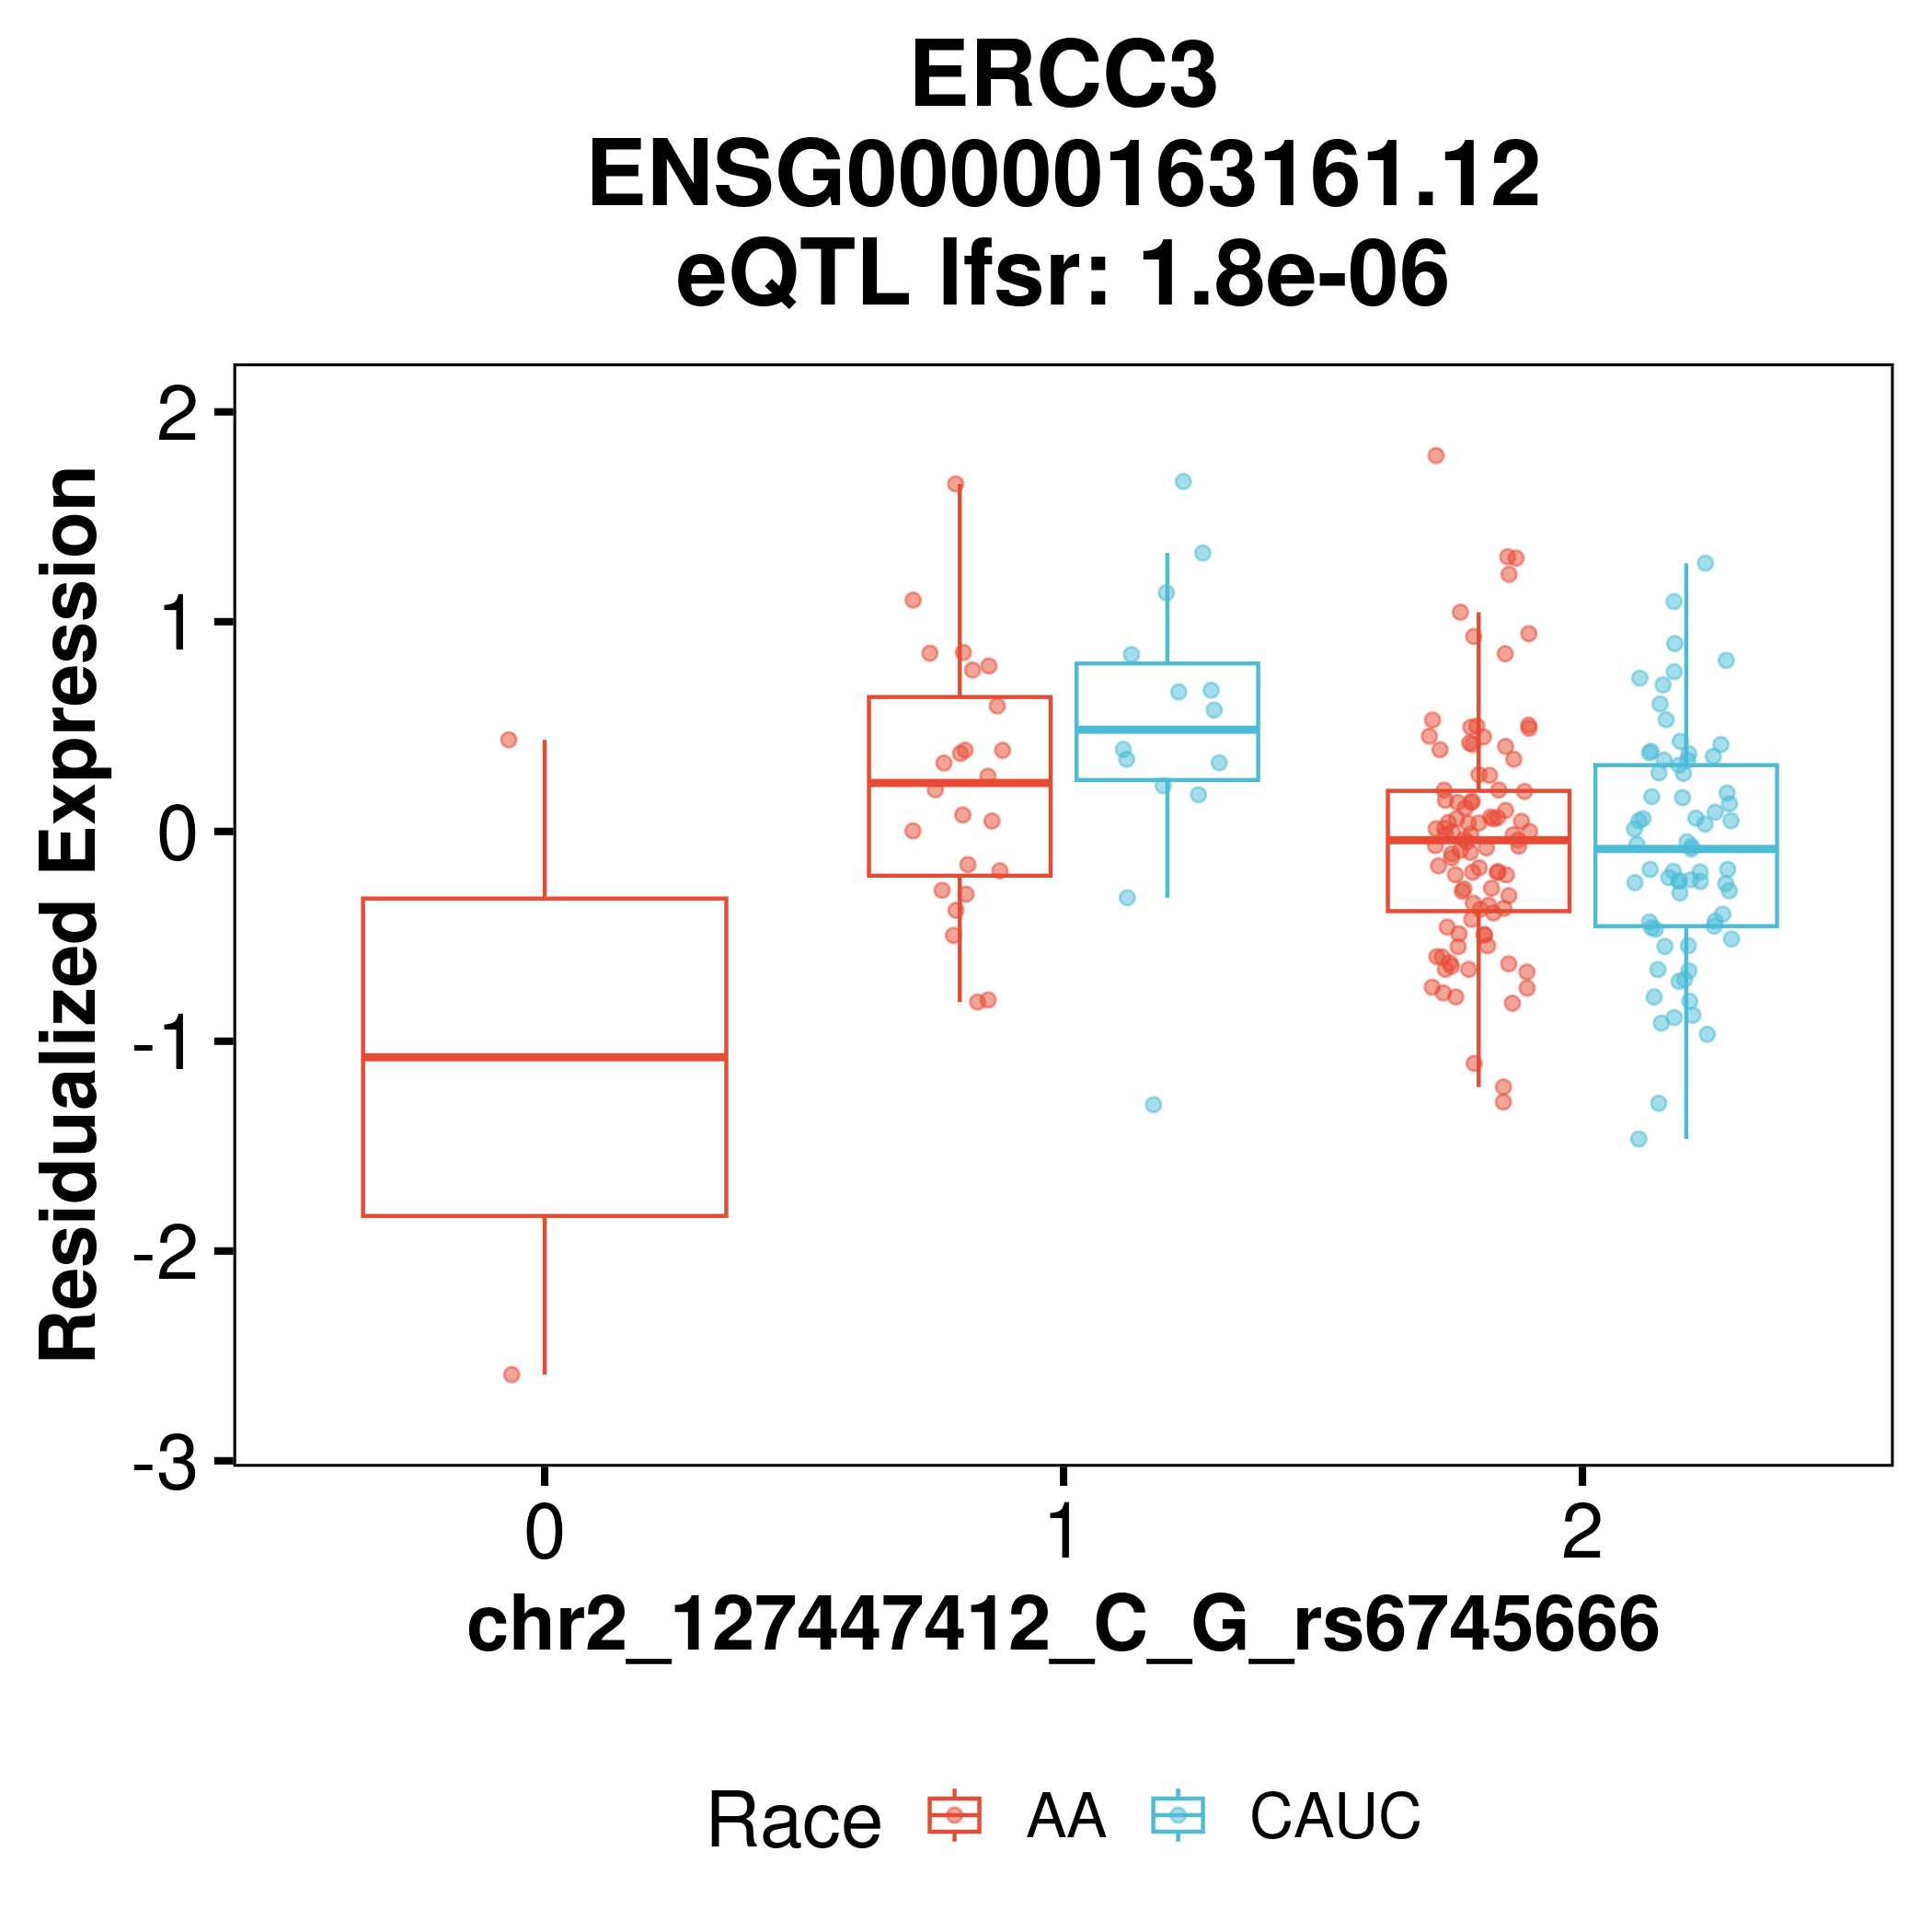 ERCC3
ENSG00000163161.12
eQTL lfsr: 1.8e-06
Residualized Expression
2
1
0
-1
-2
-3
0 1 2
chr2_127447412_C_G_rs6745666
Race AA CAUC